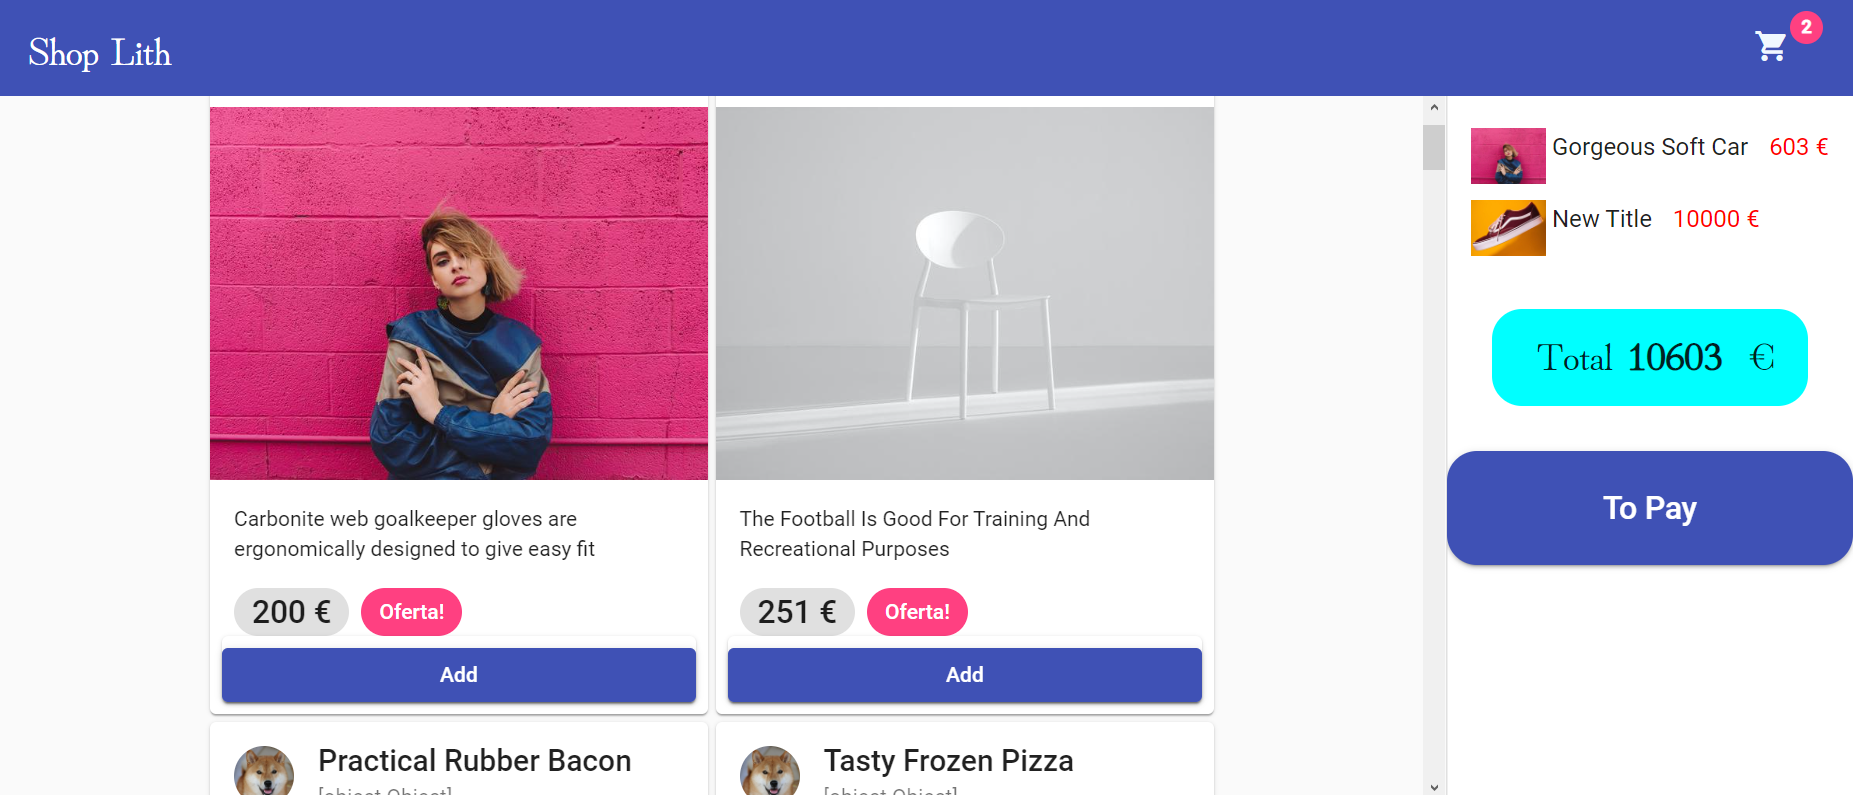 Shop Lith
2
Carbonite web goalkeeper gloves are
ergonomically designed to give easy fit
200 €
Oferta!
Add
The Football Is Good For Training And
Recreational Purposes
251 €
Oferta!
Add
Practical Rubber Bacon
[object Object]
Tasty Frozen Pizza
[object Object]
Gorgeous Soft Car 603 €
New Title 10000 €
Total 10603 €
To Pay